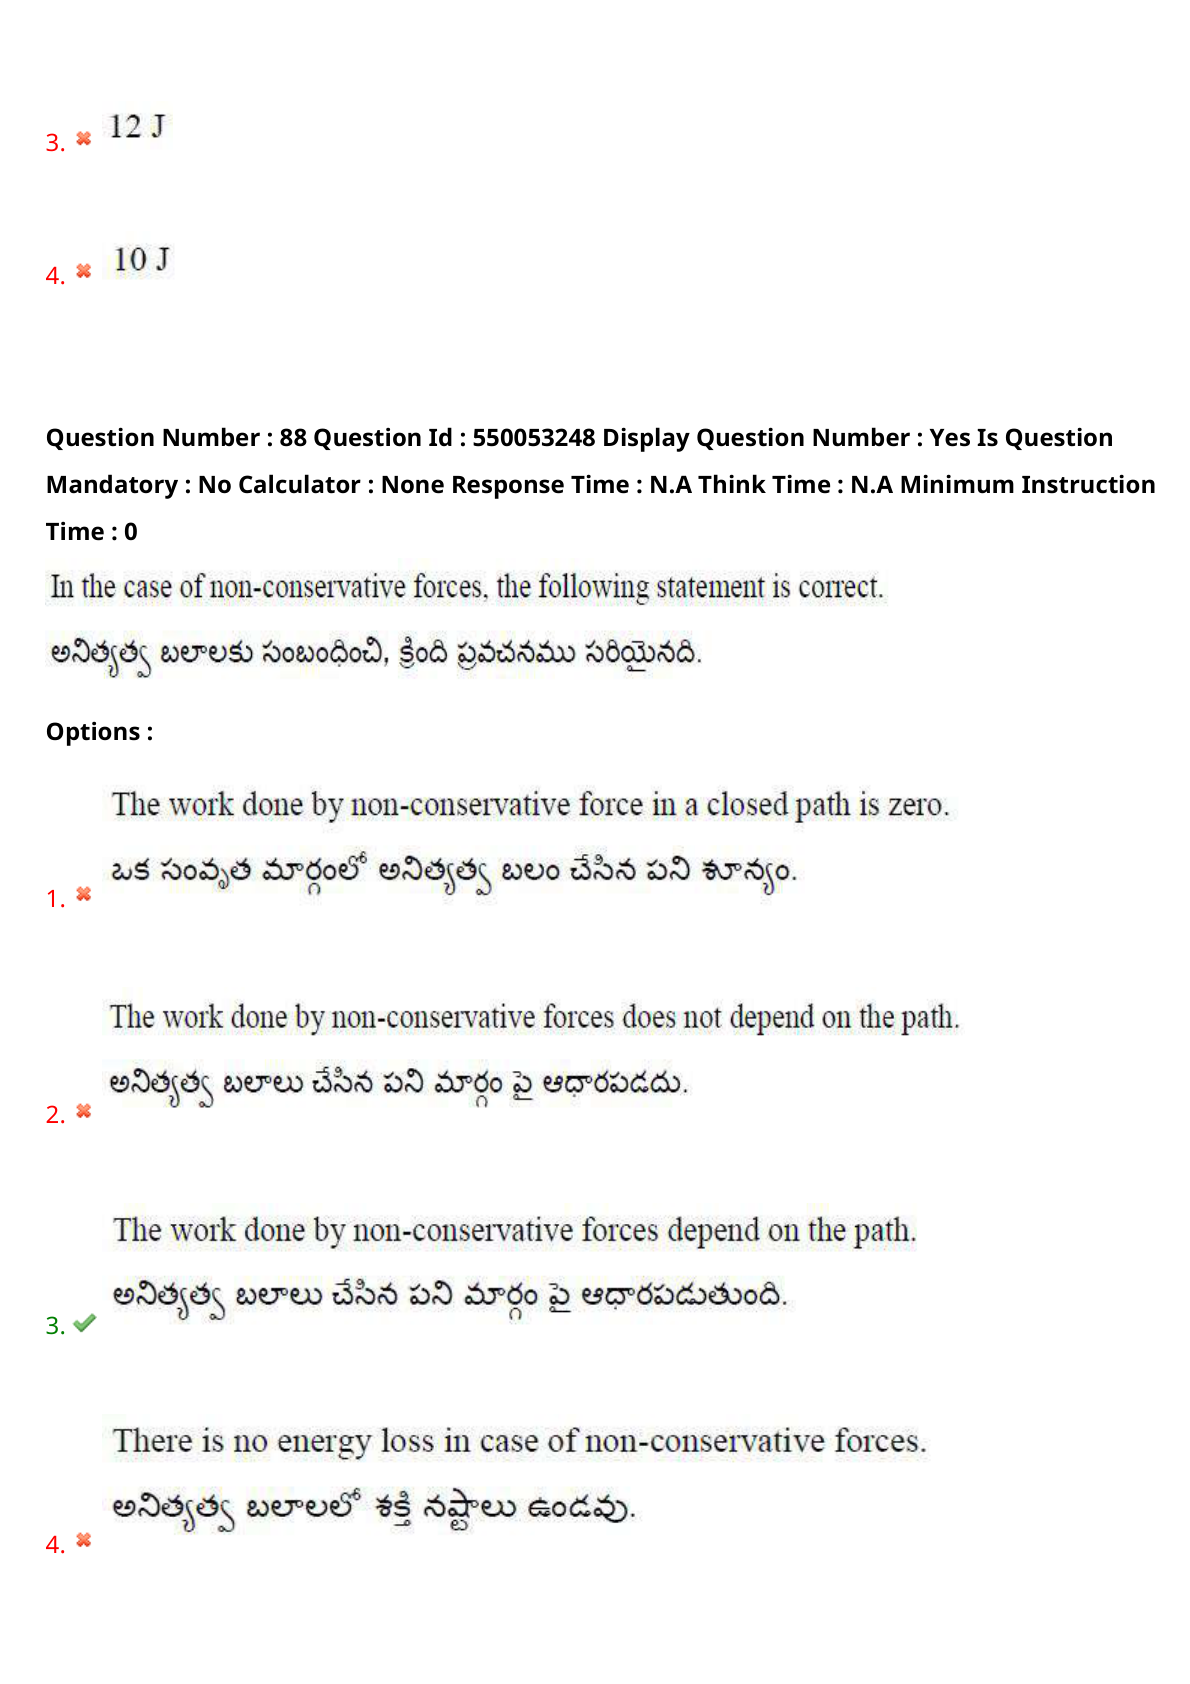 3. 12 J
4. 10 J
Question Number : 88 Question Id : 550053248 Display Question Number : Yes Is Question
Mandatory : No Calculator : None Response Time : N.A Think Time : N.A Minimum Instruction
Time : 0
In the case of non-conservative forces, the following statement is correct.
అనిత్యత్వ బలాలకు సంబంధించి, క్రింది ప్రవచనము సరియైనది.
Options :
The work done by non-conservative force in a closed path is zero.
ఒక సంవృత మార్గంలో అనిత్యత్వ బలం చేసిన పని శూన్యం.
1.
The work done by non-conservative forces does not depend on the path.
అనిత్యత్వ బలాలు చేసిన పని మార్గం పై ఆధారపడదు.
2.
The work done by non-conservative forces depend on the path.
అనిత్యత్వ బలాలు చేసిన పని మార్గం పై ఆధారపడుతుంది.
3.
There is no energy loss in case of non-conservative forces.
అనిత్యత్వ బలాలలో శక్తి నష్టాలు ఉండవు.
4.